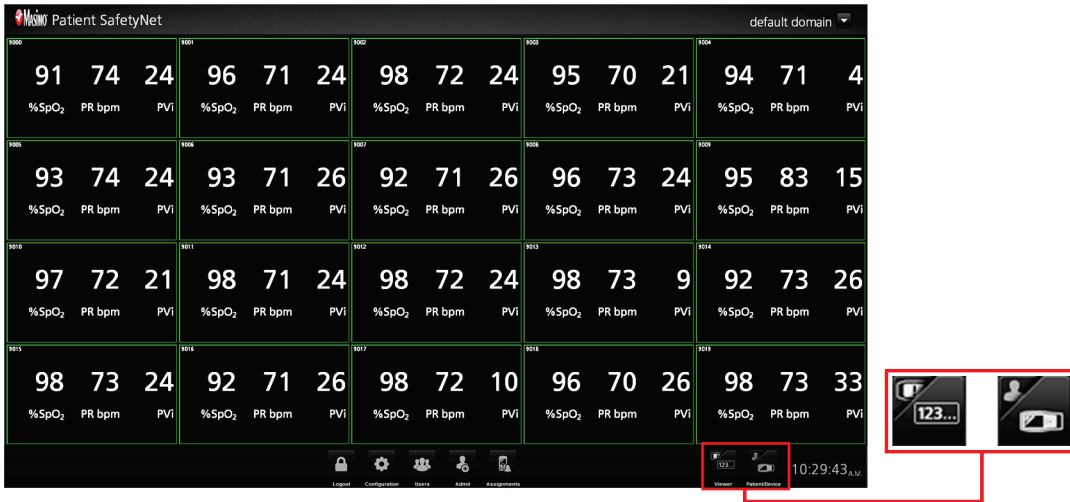 Masimo Patient SafetyNet
default domain
9000 9001 9002 9003 9004
91 74 24 96 71 24 98 72 24 95 70 21 94 71 4
%SpO₂ PR bpm PVi %SpO₂ PR bpm PVi %SpO₂ PR bpm PVi %SpO₂ PR bpm PVi %SpO₂ PR bpm PVi
9005 9006 9007 9008 9009
93 74 24 93 71 26 92 71 26 96 73 24 95 83 15
%SpO₂ PR bpm PVi %SpO₂ PR bpm PVi %SpO₂ PR bpm PVi %SpO₂ PR bpm PVi %SpO₂ PR bpm PVi
9010 9011 9012 9013 9014
97 72 21 98 71 24 98 72 24 98 73 9 92 73 26
%SpO₂ PR bpm PVi %SpO₂ PR bpm PVi %SpO₂ PR bpm PVi %SpO₂ PR bpm PVi %SpO₂ PR bpm PVi
9015 9016 9017 9018 9019
98 73 24 92 71 26 98 72 10 96 70 26 98 73 33
%SpO₂ PR bpm PVi %SpO₂ PR bpm PVi %SpO₂ PR bpm PVi %SpO₂ PR bpm PVi %SpO₂ PR bpm PVi
123...
123...
10:29:43 A.M.
Logout Configuration Users Admit Assignments Viewer Patient/Device